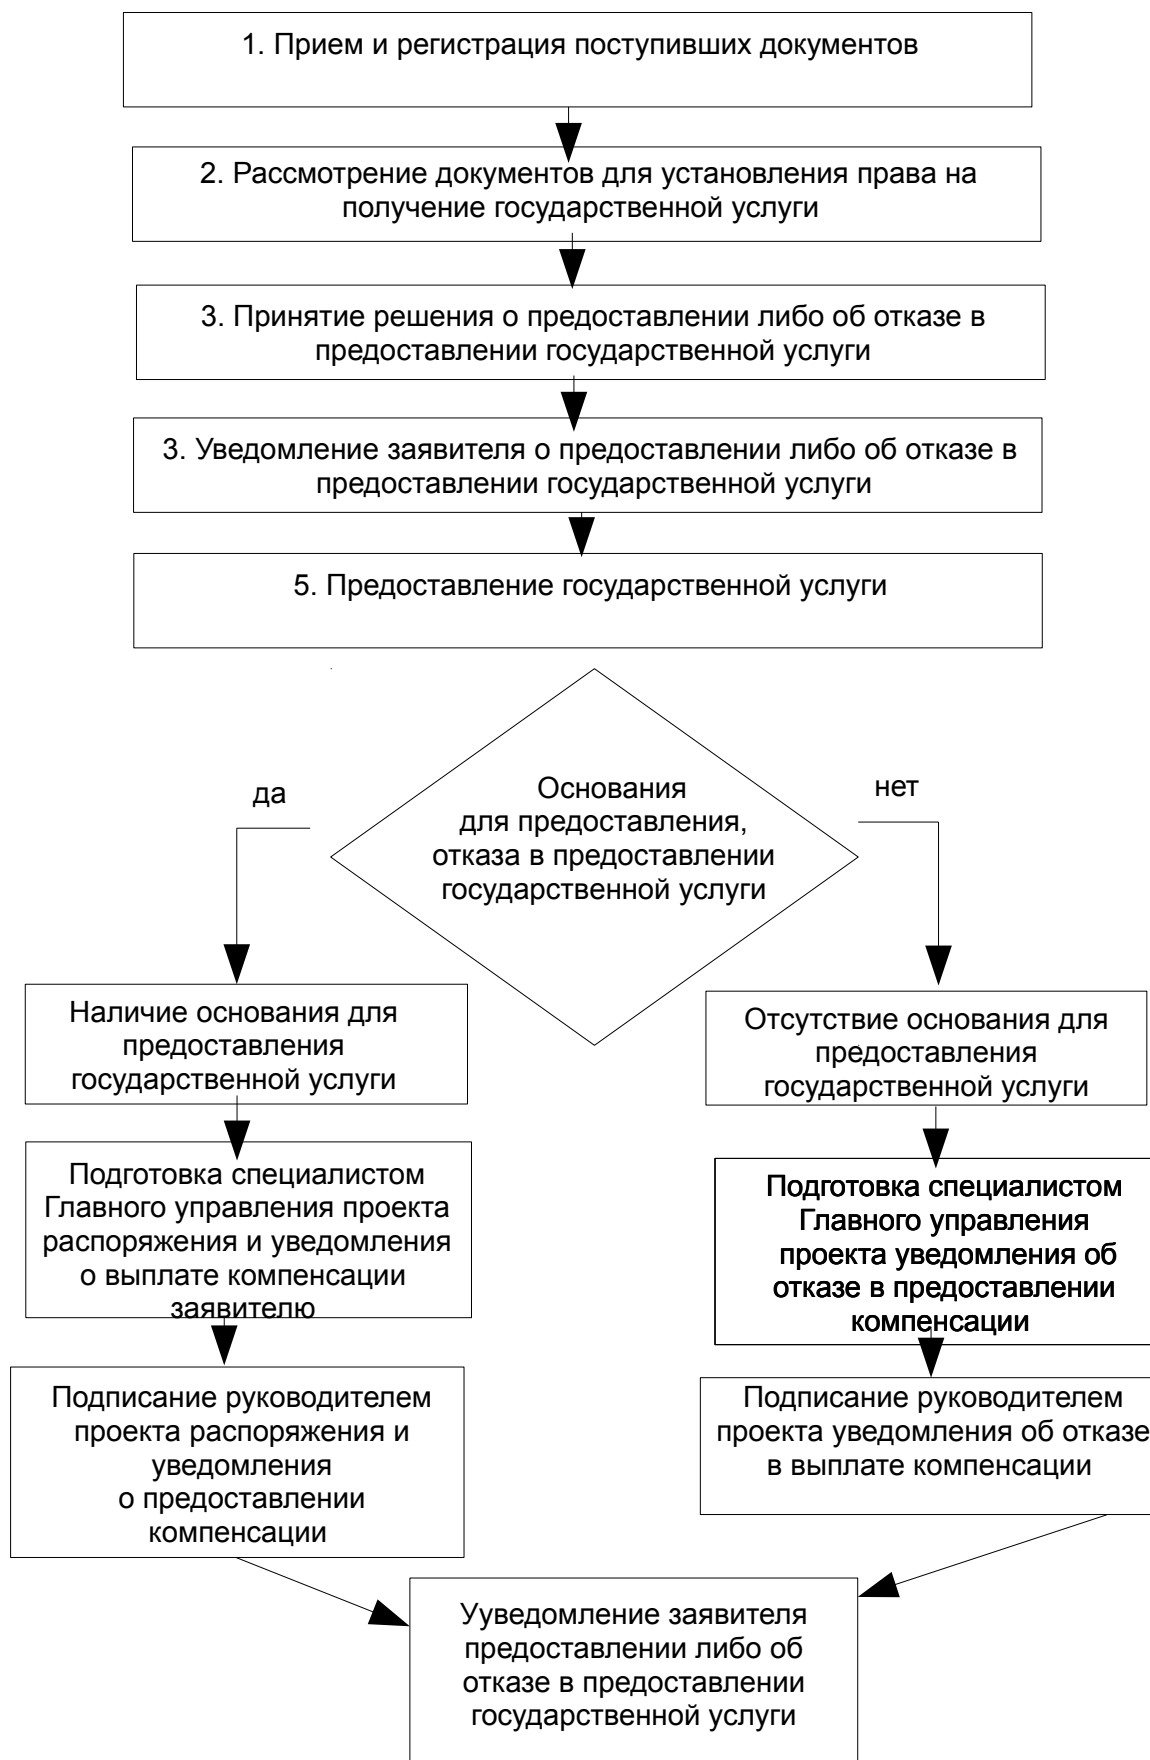 1. Прием и регистрация поступивших документов
2. Рассмотрение документов для установления права на
получение государственной услуги
3. Принятие решения о предоставлении либо об отказе в
предоставлении государственной услуги
3. Уведомление заявителя о предоставлении либо об отказе в
предоставлении государственной услуги
5. Предоставление государственной услуги
Основания
для предоставления,
отказа в предоставлении
государственной услуги
да
нет
Наличие основания для
предоставления
государственной услуги
Отсутствие основания для
предоставления
государственной услуги
Подготовка специалистом
Главного управления проекта
распоряжения и уведомления
о выплате компенсации
заявителю
Подготовка специалистом
Главного управления
проекта уведомления об
отказе в предоставлении
компенсации
Подписание руководителем
проекта распоряжения и
уведомления
о предоставлении
компенсации
Подписание руководителем
проекта уведомления об отказе
в выплате компенсации
Ууведомление заявителя
предоставлении либо об
отказе в предоставлении
государственной услуги